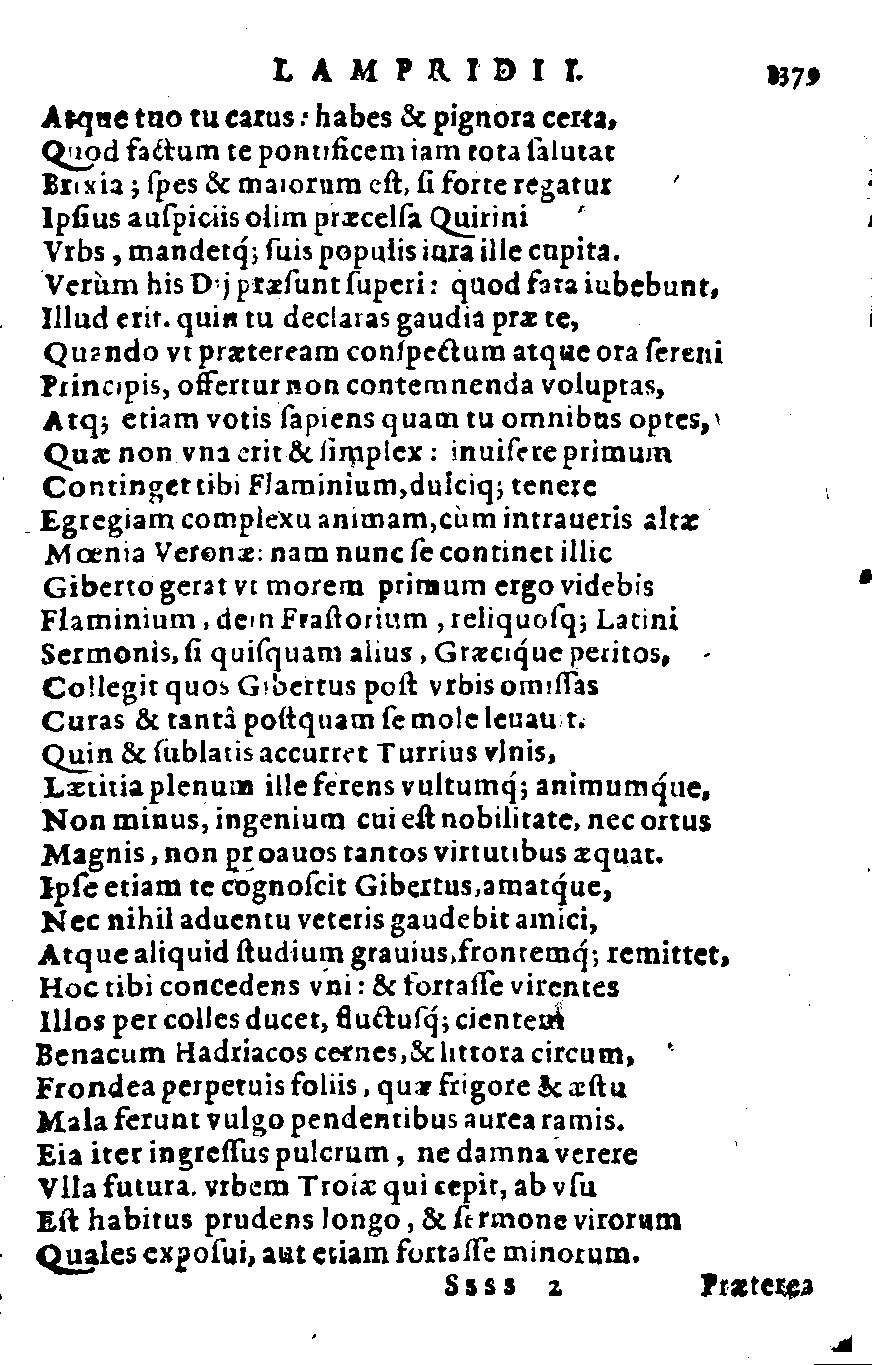 LAMPRIDII. 1379
Atque tuo tu carus: habes & pignora certa,
Quod factum te pontificem iam tota ſalutat
Brixia; ſpes & maiorum eſt, ſi forte regatur
Ipſius auſpiciis olim præcelſa Quirini
Vrbs, mandetq́; ſuis populis iura ille cupita.
Verùm his Dij præſunt ſuperi: quod fata iubebunt,
Illud erit. quin tu declaras gaudia præ te,
Quando vt præteream conſpectum atque ora ſereni
Principis, offertur non contemnenda voluptas,
Atq; etiam votis ſapiens quam tu omnibus optes,
Quæ non vna erit & ſimplex: inuiſere primum
Continget tibi Flaminium, dulciq; tenere
Egregiam complexu animam, cùm intraueris altæ
Mœnia Veronæ: nam nunc ſe continet illic
Giberto gerat vt morem primum ergo videbis
Flaminium, dein Fraſtorium, reliquoſq; Latini
Sermonis, ſi quiſquam alius, Græcíque peritos,
Collegit quos Gibertus poſt vrbis omiſſas
Curas & tantâ poſtquam ſe mole leuauit.
Quin & ſublatis accurret Turrius vlnis,
Lætitia plenum ille ferens vultumq́; animumq́ue,
Non minus, ingenium cui eſt nobilitate, nec ortus
Magnis, non proauos tantos virtutibus æquat.
Ipſe etiam te cognoſcit Gibertus, amatq́ue,
Nec nihil aduentu veteris gaudebit amici,
Atque aliquid ſtudium grauius, frontemq́; remittet,
Hoc tibi concedens vni: & fortaſſe virentes
Illos per colles ducet, fluctuſq́; cientem
Benacum Hadriacos cernes, & littora circum,
Frondea perpetuis foliis, quæ frigore & æſtu
Mala ferunt vulgo pendentibus aurea ramis.
Eia iter ingreſſus pulcrum, ne damna verere
Vlla futura. vrbem Troiæ qui cepit, ab vſu
Eſt habitus prudens longo, & ſermone virorum
Quales expoſui, aut etiam fortaſſe minorum.
Ssss 2 Præterea